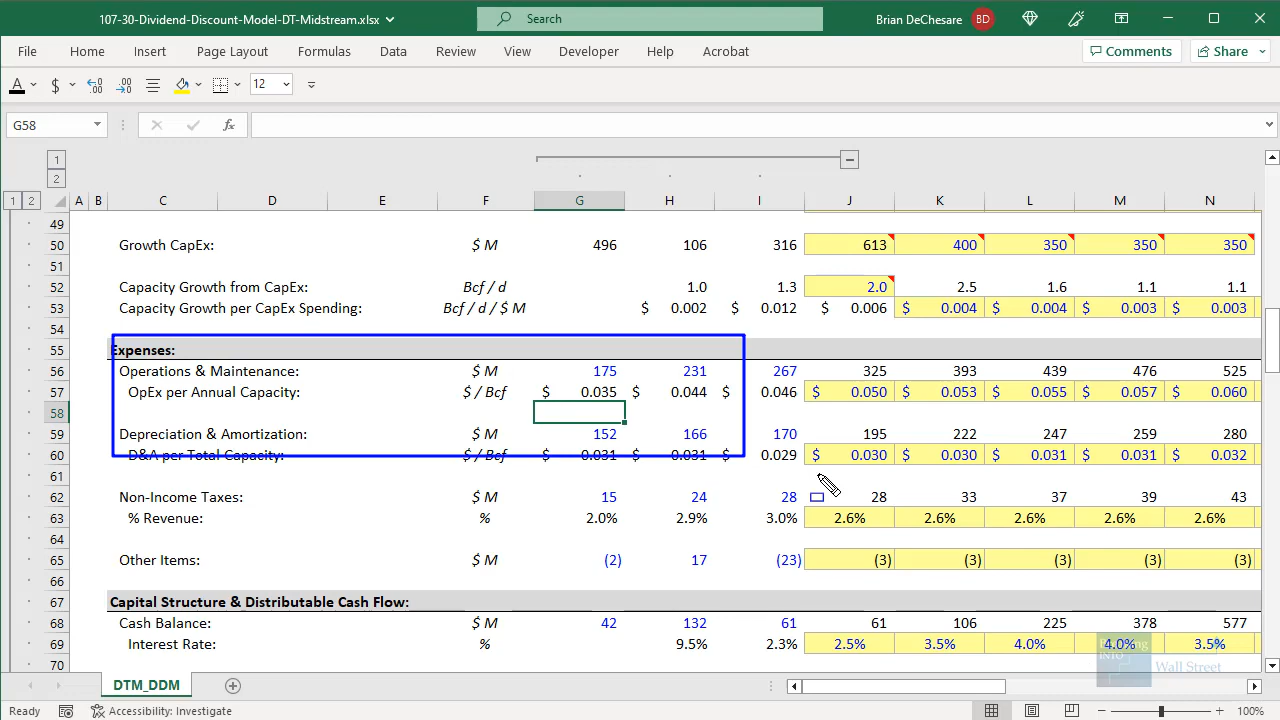 107-30-Dividend-Discount-Model-DT-Midstream.xlsx Search Brian DeChesare BD
File Home Insert Page Layout Formulas Data Review View Developer Help Acrobat Comments Share
A $ 12
G58 fx
1
2
1 2 A B C D E F G H I J K L M N
49
50 Growth CapEx: $ M 496 106 316 613 400 350 350 350
51
52 Capacity Growth from CapEx: Bcf / d 1.0 1.3 2.0 2.5 1.6 1.1 1.1
53 Capacity Growth per CapEx Spending: Bcf / d / $ M $ 0.002 $ 0.012 $ 0.006 $ 0.004 $ 0.004 $ 0.003 $ 0.003
54
55 Expenses:
56 Operations & Maintenance: $ M 175 231 267 325 393 439 476 525
57 OpEx per Annual Capacity: $ / Bcf $ 0.035 $ 0.044 $ 0.046 $ 0.050 $ 0.053 $ 0.055 $ 0.057 $ 0.060
58
59 Depreciation & Amortization: $ M 152 166 170 195 222 247 259 280
60 D&A per Total Capacity: $ / Bcf $ 0.031 $ 0.031 $ 0.029 $ 0.030 $ 0.030 $ 0.031 $ 0.031 $ 0.032
61
62 Non-Income Taxes: $ M 15 24 28 28 33 37 39 43
63 % Revenue: % 2.0% 2.9% 3.0% 2.6% 2.6% 2.6% 2.6% 2.6%
64
65 Other Items: $ M (2) 17 (23) (3) (3) (3) (3) (3)
66
67 Capital Structure & Distributable Cash Flow:
68 Cash Balance: $ M 42 132 61 61 106 225 378 577
69 Interest Rate: % 9.5% 2.3% 2.5% 3.5% 4.0% 4.0% 3.5%
70
Breaking INTO Wall Street
DTM_DDM
Ready Accessibility: Investigate 100%